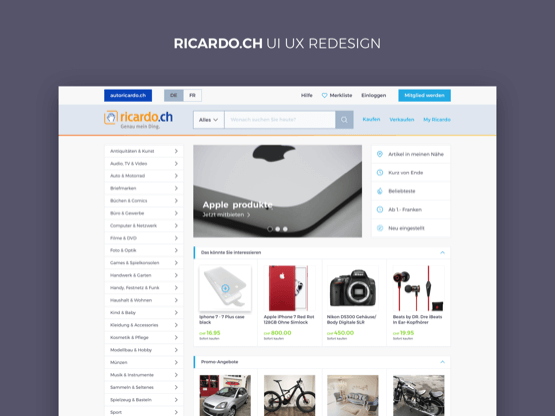 RICARDO.CH UI UX REDESIGN
autoricardo.ch
DE FR
Hilfe Merkliste Einloggen Mitglied werden
ricardo.ch
Genau mein Ding.
Alles
Wonach suchen Sie heute?
Kaufen Verkaufen My Ricardo
Antiquitäten & Kunst
Audio, TV & Video
Auto & Motorrad
Briefmarken
Bücher & Comics
Büro & Gewerbe
Computer & Netzwerk
Filme & DVD
Foto & Optik
Games & Spielkonsolen
Handwerk & Garten
Handy, Festnetz & Funk
Haushalt & Wohnen
Kind & Baby
Kleidung & Accessoires
Kosmetik & Pflege
Modellbau & Hobby
Münzen
Musik & Instrumente
Sammeln & Seltenes
Spielzeug & Basteln
Sport
Apple produkte
Jetzt mitbieten
Artikel in meinen Nähe
Kurz von Ende
Beliebteste
Ab 1.- Franken
Neu eingestellt
Das könnte Sie interessieren
Iphone 7 - 7 Plus case
black
CHF 16.95
Sofort kaufen
Apple iPhone 7 Red Rot
128GB Ohne Simlock
CHF 800.00
Sofort kaufen
Nikon D5300 Gehäuse/
Body Digitale SLR
CHF 450.00
Sofort kaufen
Beats by DR. Dre iBeats
In Ear-Kopfhörer
CHF 19.95
Sofort kaufen
Promo-Angebote